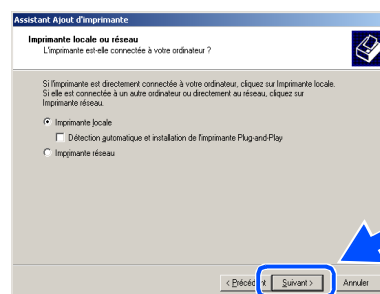 Assistant Ajout d'imprimante
Imprimante locale ou réseau
L'imprimante est-elle connectée à votre ordinateur ?
Si l'imprimante est directement connectée à votre ordinateur, cliquez sur Imprimante locale.
Si elle est connectée à un autre ordinateur ou directement au réseau, cliquez sur
Imprimante réseau.
Imprimante locale
Détection automatique et installation de l'imprimante Plug-and-Play
Imprimante réseau
< Précédent Suivant > Annuler